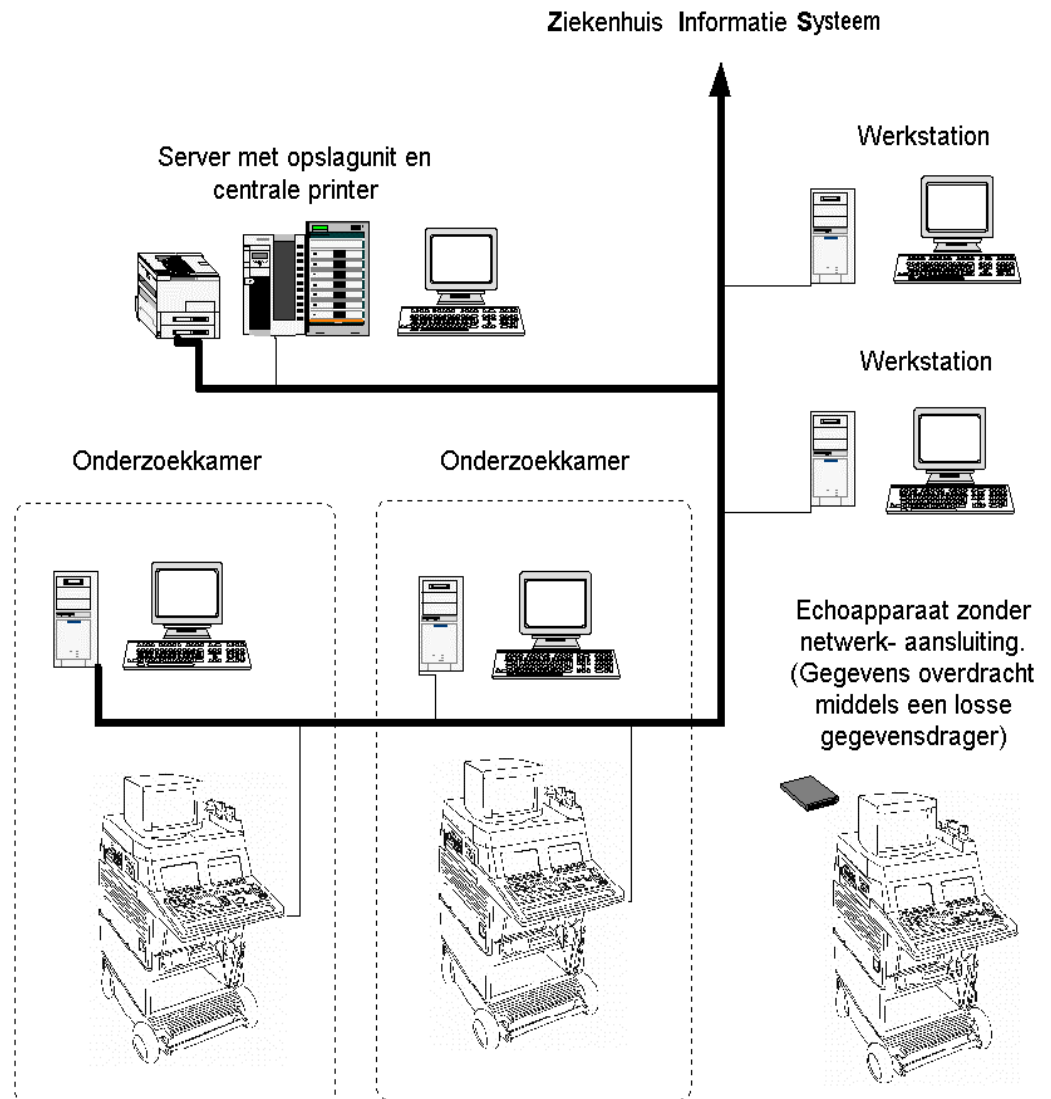 Ziekenhuis Informatie Systeem
Werkstation
Server met opslagunit en
centrale printer
Werkstation
Onderzoekkamer
Onderzoekkamer
Echoapparaat zonder
netwerk- aansluiting.
(Gegevens overdracht
middels een losse
gegevensdrager)